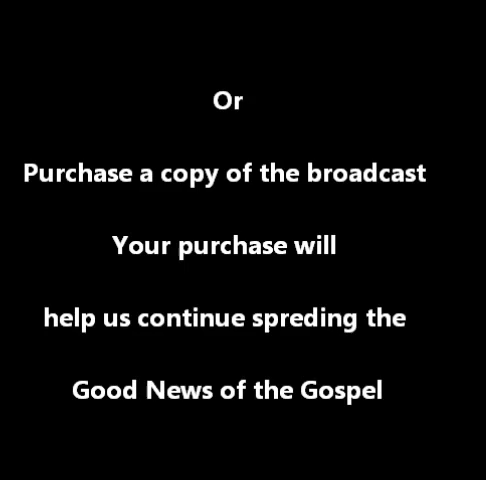 Or
Purchase a copy of the broadcast
Your purchase will
help us continue spreding the
Good News of the Gospel